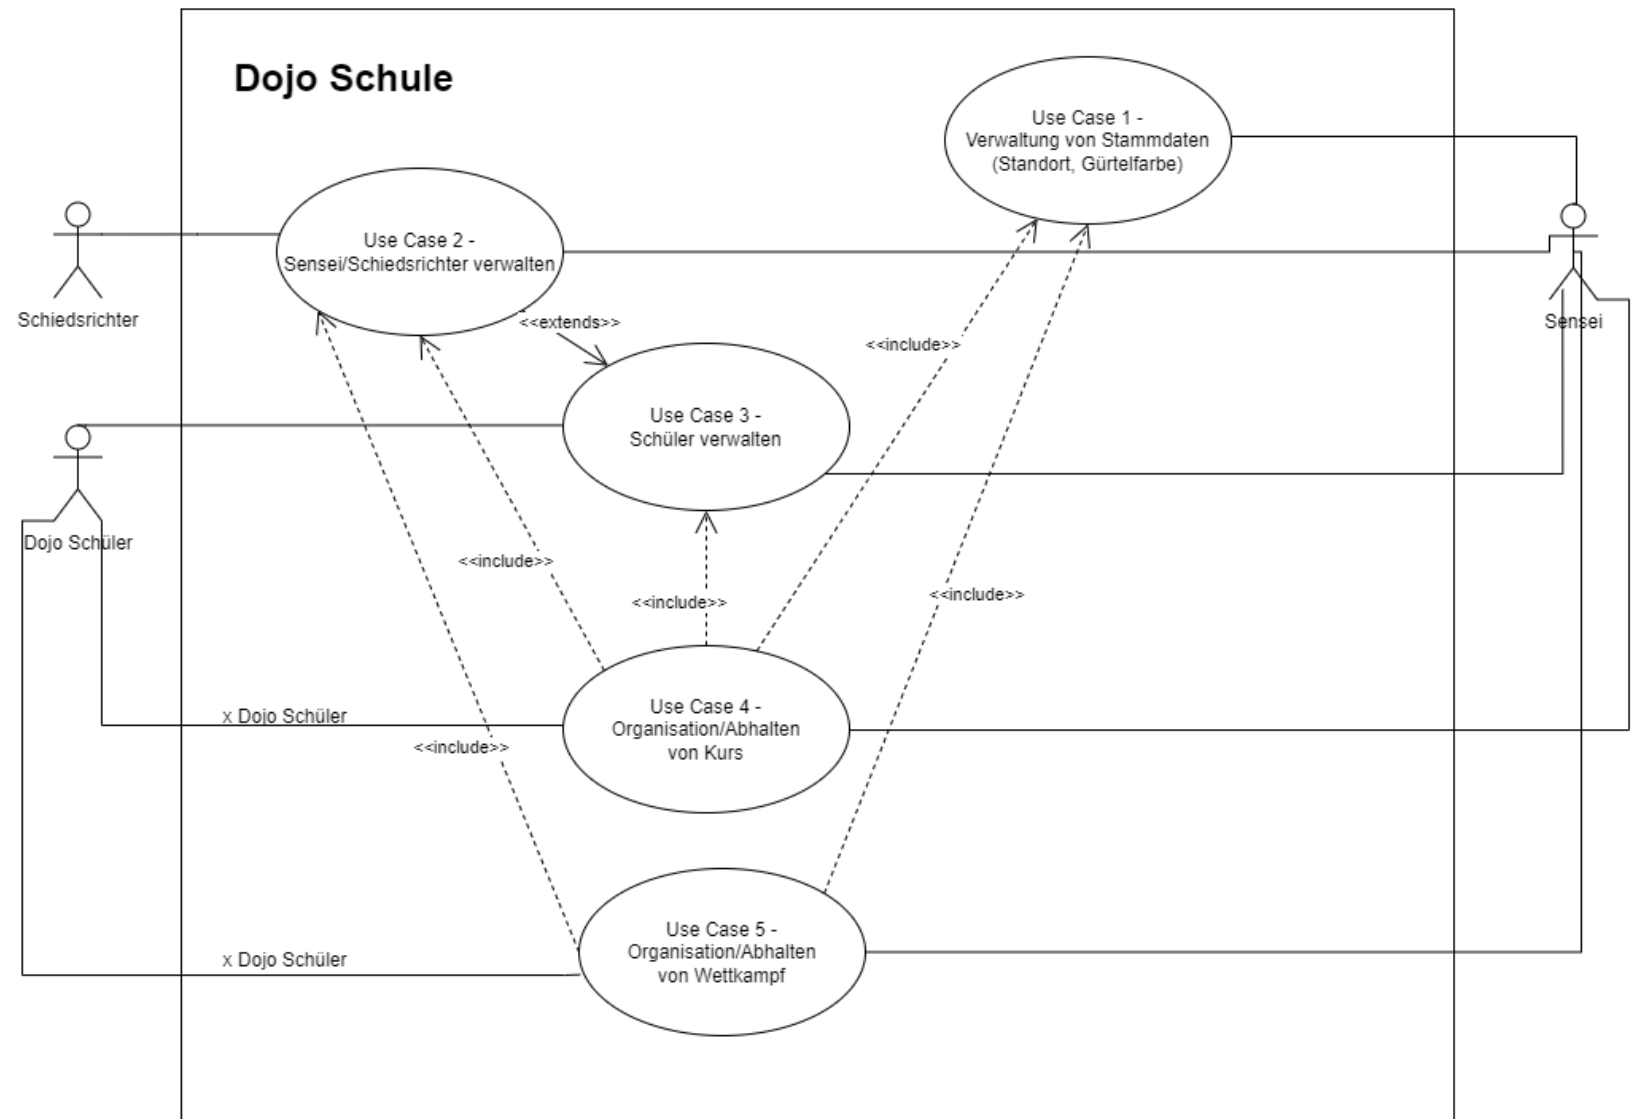 Dojo Schule
Use Case 1 -
Verwaltung von Stammdaten
(Standort, Gürtelfarbe)
Use Case 2 -
Sensei/Schiedsrichter verwalten
Schiedsrichter
<<extends>>
Sensei
<<include>>
Use Case 3 -
Schüler verwalten
Dojo Schüler
<<include>>
<<include>>
<<include>>
Use Case 4 -
Organisation/Abhalten
von Kurs
x Dojo Schüler
<<include>>
Use Case 5 -
Organisation/Abhalten
von Wettkampf
x Dojo Schüler